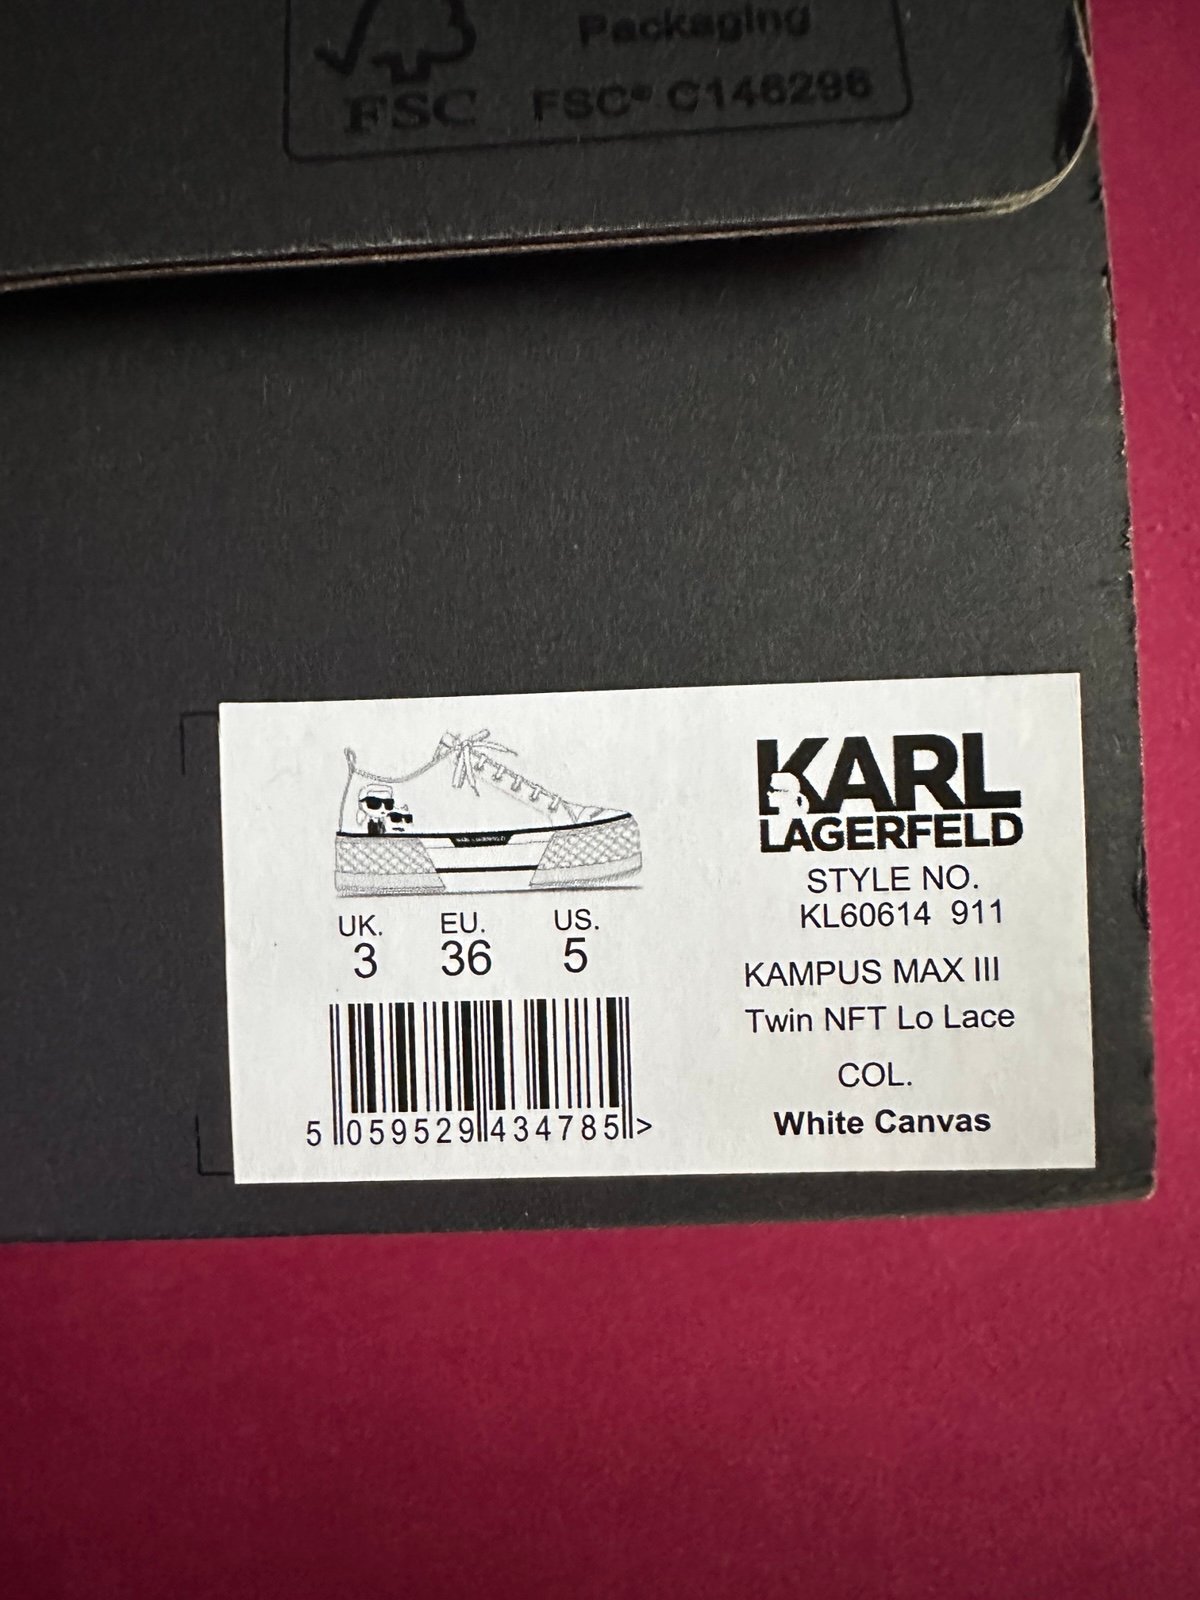 Packaging
FSC
FSC® C146296
KARL
LAGERFELD
STYLE NO.
KL60614 911
KAMPUS MAX III
Twin NFT Lo Lace
COL.
White Canvas
UK. EU. US.
3 36 5
5 059529 434785 >